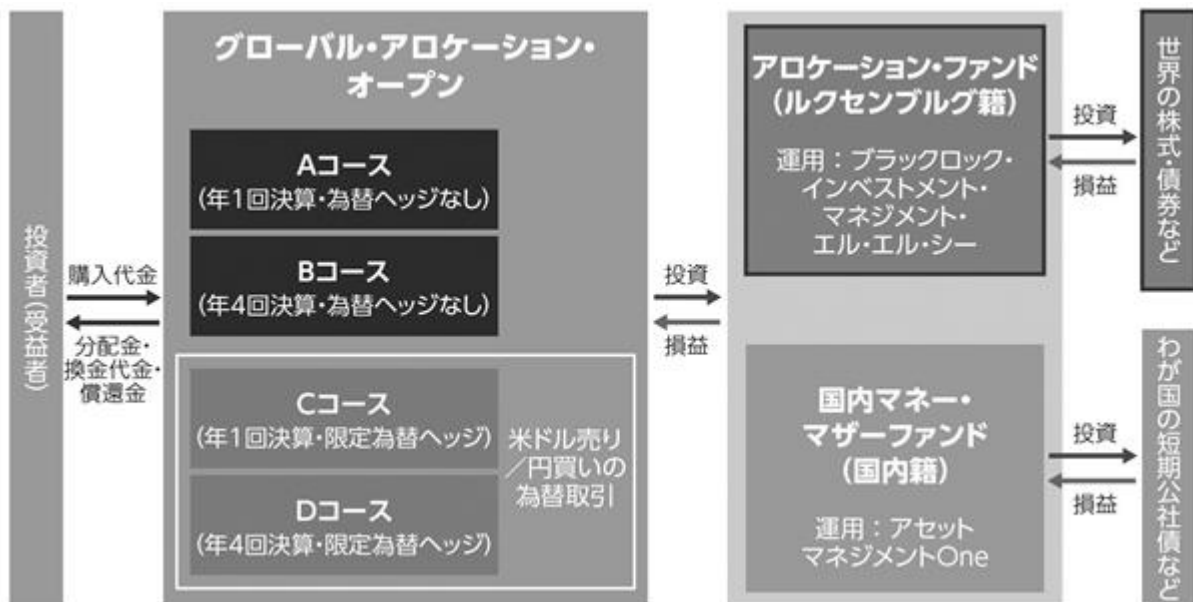 投資者(受益者)
購入代金
分配金・
換金代金・
償還金
グローバル・アロケーション・
オープン
Aコース
(年1回決算・為替ヘッジなし)
Bコース
(年4回決算・為替ヘッジなし)
Cコース
(年1回決算・限定為替ヘッジ)
Dコース
(年4回決算・限定為替ヘッジ)
米ドル売り
/円買いの
為替取引
投資
損益
アロケーション・ファンド
(ルクセンブルグ籍)
運用:ブラックロック・
インベストメント・
マネジメント・
エル・エル・シー
国内マネー・
マザーファンド
(国内籍)
運用:アセット
マネジメントOne
投資
損益
世界の株式・債券など
投資
損益
わが国の短期公社債など